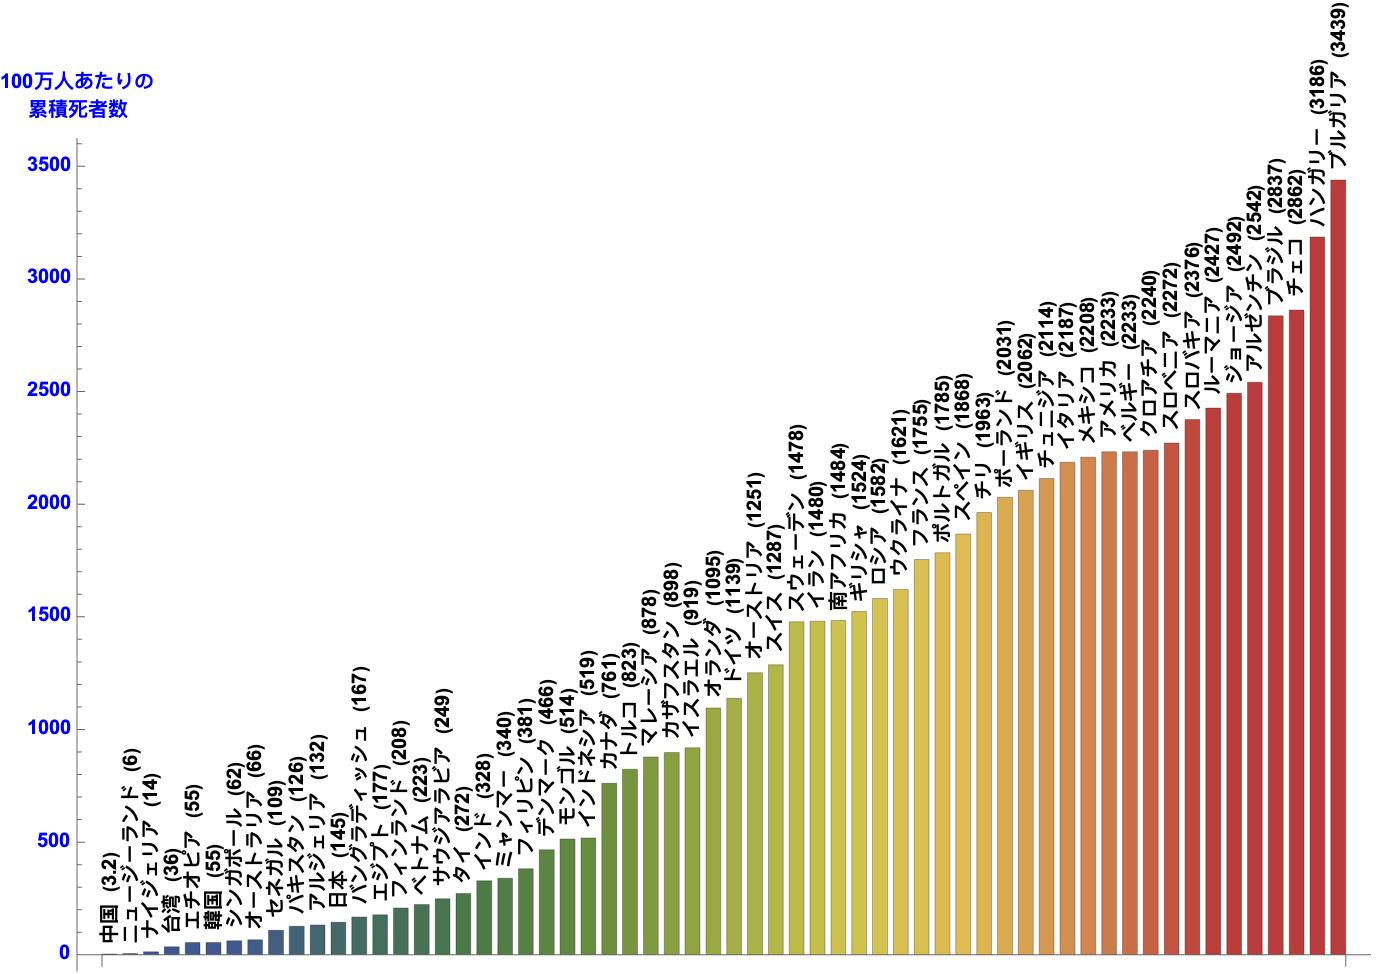 100万人あたりの
累積死者数
3500
3000
2500
2000
1500
1000
500
0
中国 (3.2)
ニュージーランド (6)
ナイジェリア (14)
台湾 (36)
エチオピア (55)
韓国 (55)
シンガポール (62)
オーストラリア (66)
セネガル (109)
パキスタン (126)
アルジェリア (132)
日本 (145)
バングラディッシュ (167)
エジプト (177)
フィンランド (208)
ベトナム (223)
サウジアラビア (249)
タイ (272)
インド (328)
ミャンマー (340)
フィリピン (381)
デンマーク (466)
モンゴル (514)
インドネシア (519)
カナダ (761)
トルコ (823)
マレーシア (878)
カザフスタン (898)
イスラエル (919)
オランダ (1095)
ドイツ (1139)
オーストリア (1251)
スイス (1287)
スウェーデン (1478)
イラン (1480)
南アフリカ (1484)
ギリシャ (1524)
ロシア (1582)
ウクライナ (1621)
フランス (1755)
ポルトガル (1785)
スペイン (1868)
チリ (1963)
ポーランド (2031)
イギリス (2062)
チュニジア (2114)
イタリア (2187)
メキシコ (2208)
アメリカ (2233)
ベルギー (2233)
クロアチア (2240)
スロベニア (2272)
スロバキア (2376)
ルーマニア (2427)
ジョージア (2492)
アルゼンチン (2542)
ブラジル (2837)
チェコ (2862)
ハンガリー (3186)
ブルガリア (3439)